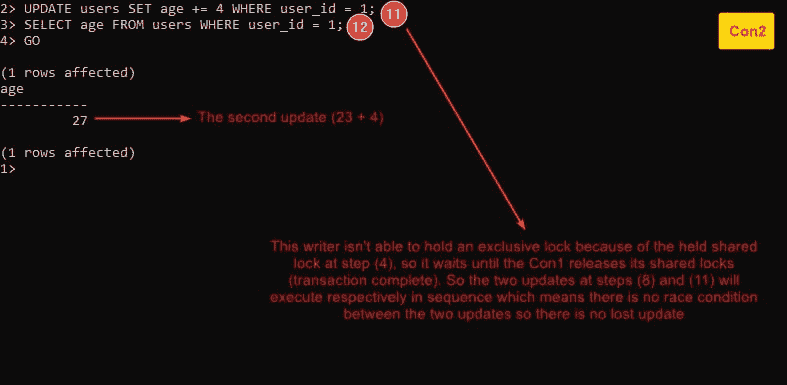 2> UPDATE users SET age += 4 WHERE user_id = 1; 11
3> SELECT age FROM users WHERE user_id = 1; 12
4> GO
Con2
(1 rows affected)
age
-----------
27 The second update (23 + 4)
(1 rows affected)
1>
This writer isn't able to hold an exclusive lock because of the held shared
lock at step (4), so it waits until the Con1 releases its shared locks
(transaction complete). So the two updates at steps (8) and (11) will
execute respectively in sequence which means there is no race condition
between the two updates so there is no lost update